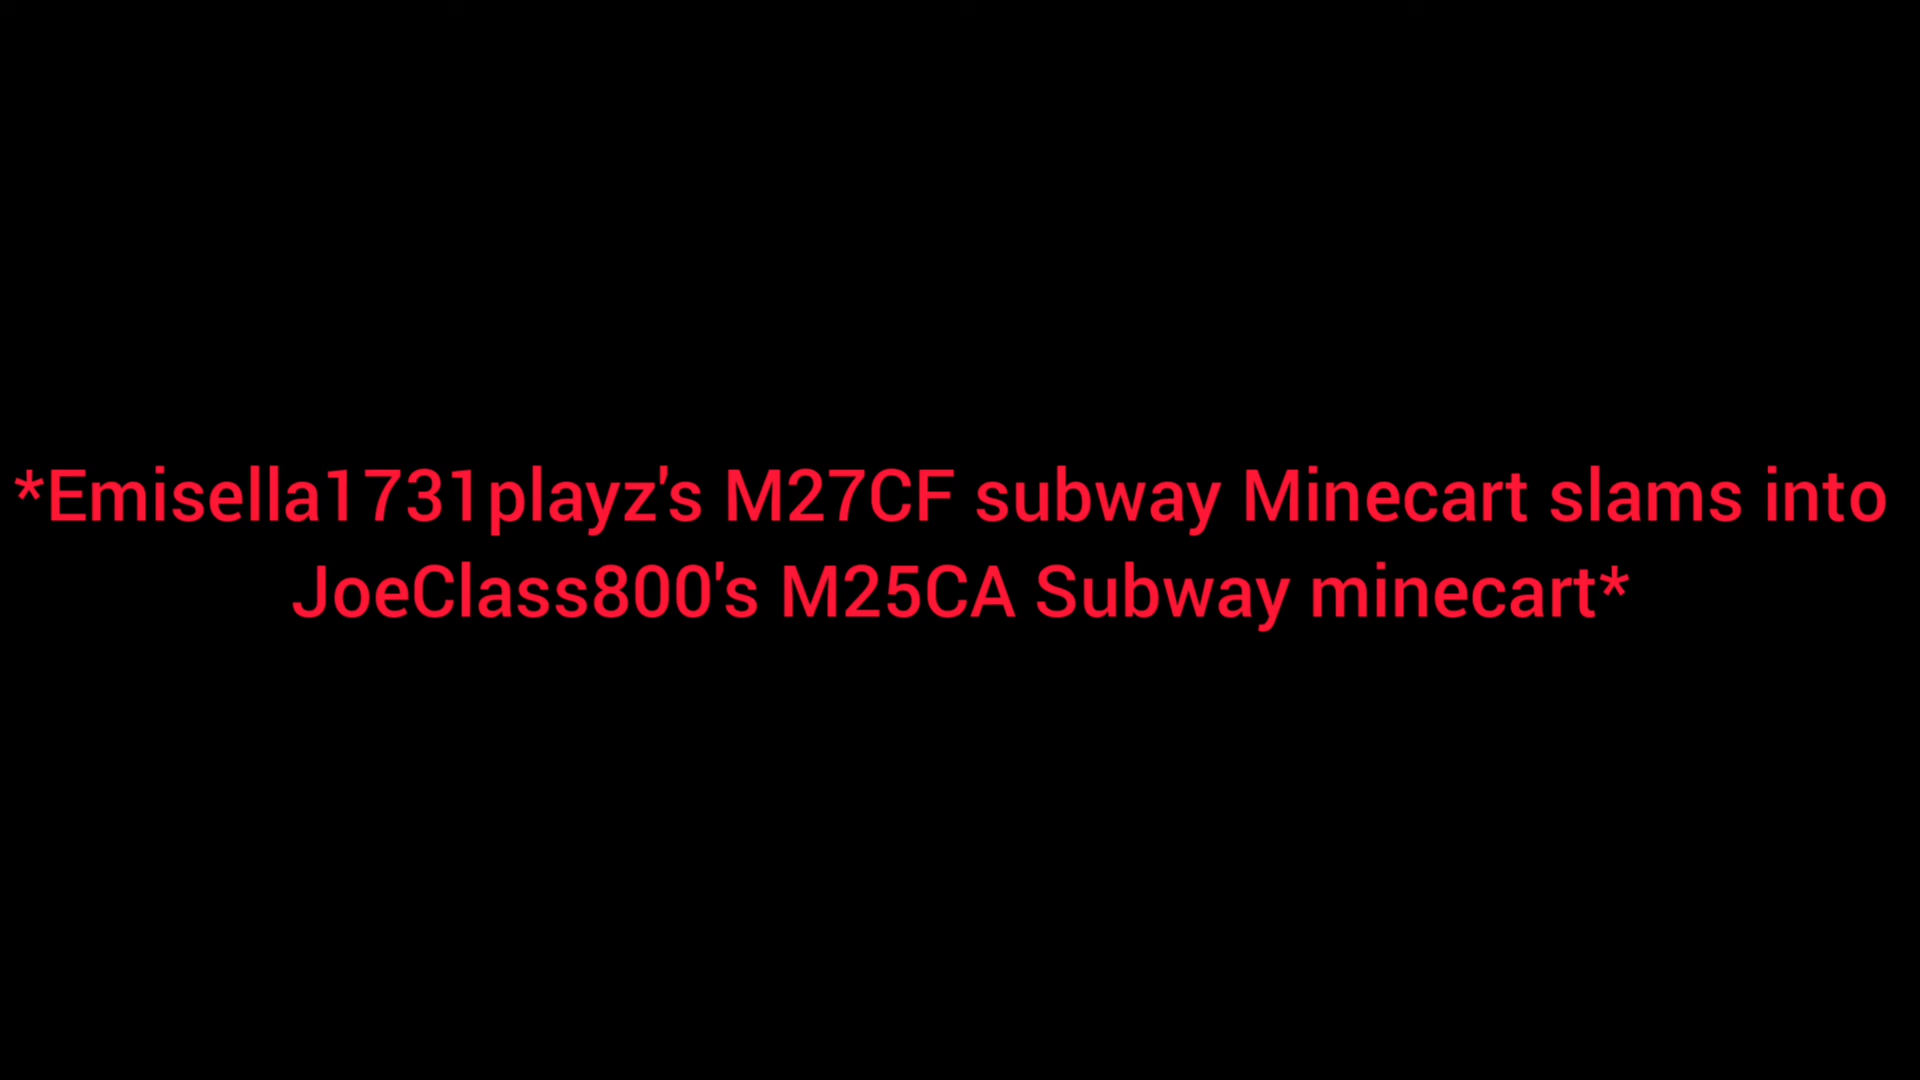 *Emisella1731playz's M27CF subway Minecart slams into
JoeClass800's M25CA Subway minecart*